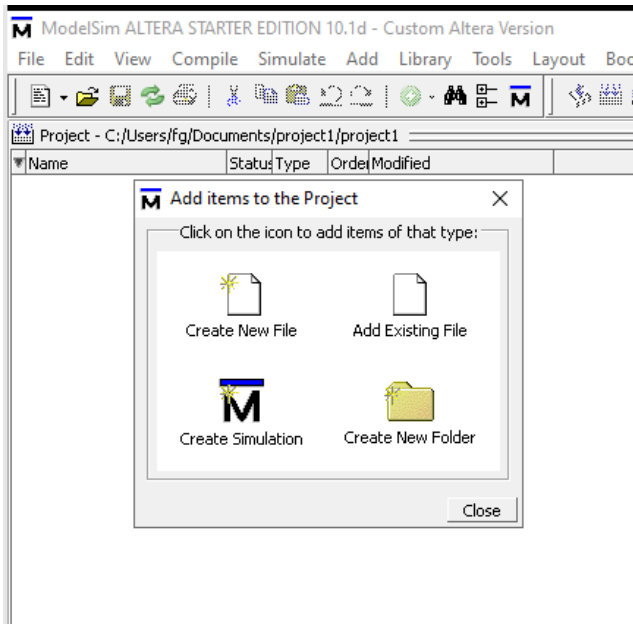 ModelSim ALTERA STARTER EDITION 10.1d - Custom Altera Version
File Edit View Compile Simulate Add Library Tools Layout Boo
Project - C:/Users/fg/Documents/project1/project1
Name Status Type Order Modified
Add items to the Project
Click on the icon to add items of that type:
Create New File Add Existing File
Create Simulation Create New Folder
Close